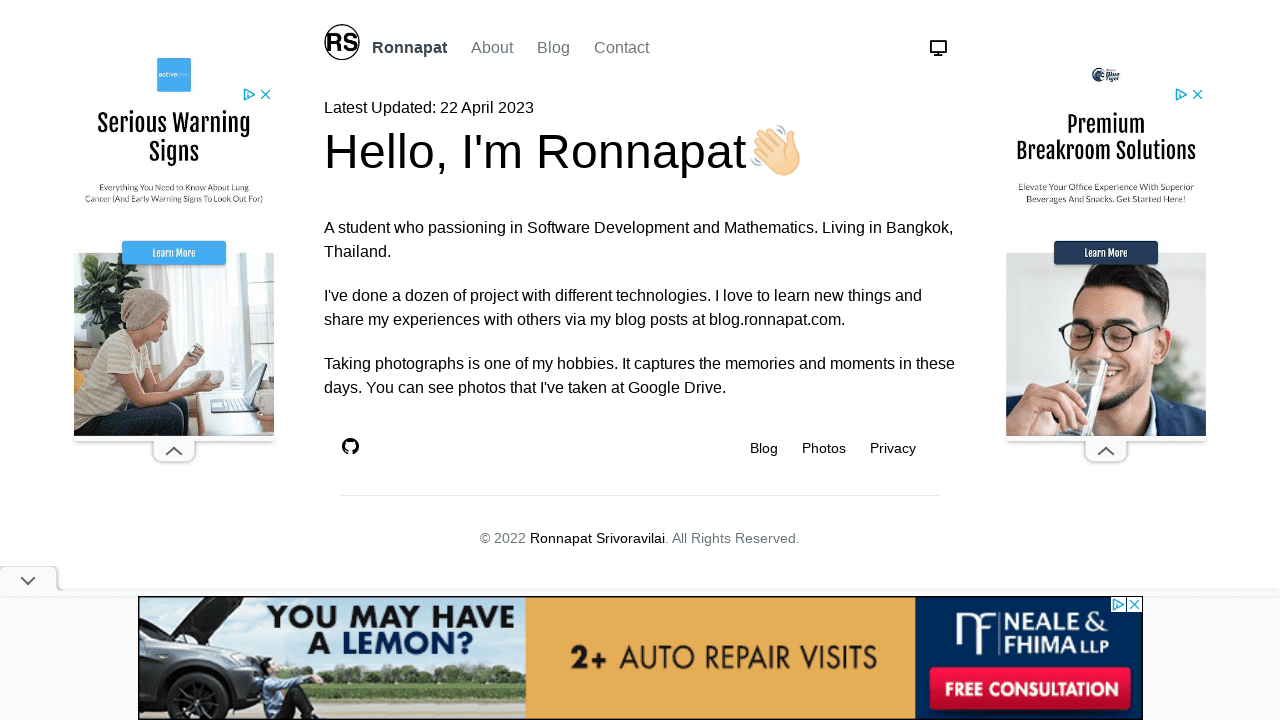 RS Ronnapat About Blog Contact
Latest Updated: 22 April 2023
Hello, I'm Ronnapat👋🏻
A student who passioning in Software Development and Mathematics. Living in Bangkok,
Thailand.
I've done a dozen of project with different technologies. I love to learn new things and
share my experiences with others via my blog posts at blog.ronnapat.com.
Taking photographs is one of my hobbies. It captures the memories and moments in these
days. You can see photos that I've taken at Google Drive.
Blog Photos Privacy
© 2022 Ronnapat Srivoravilai. All Rights Reserved.
Serious Warning
Signs
Everything You Need to Know About Lung
Cancer (And Early Warning Signs To Look Out For)
Learn More
Blue
Tiger
Premium
Breakroom Solutions
Elevate Your Office Experience With Superior
Beverages And Snacks. Get Started Here!
Learn More
YOU MAY HAVE
A LEMON?
2+ AUTO REPAIR VISITS
NF NEALE &
FHIMA LLP
FREE CONSULTATION